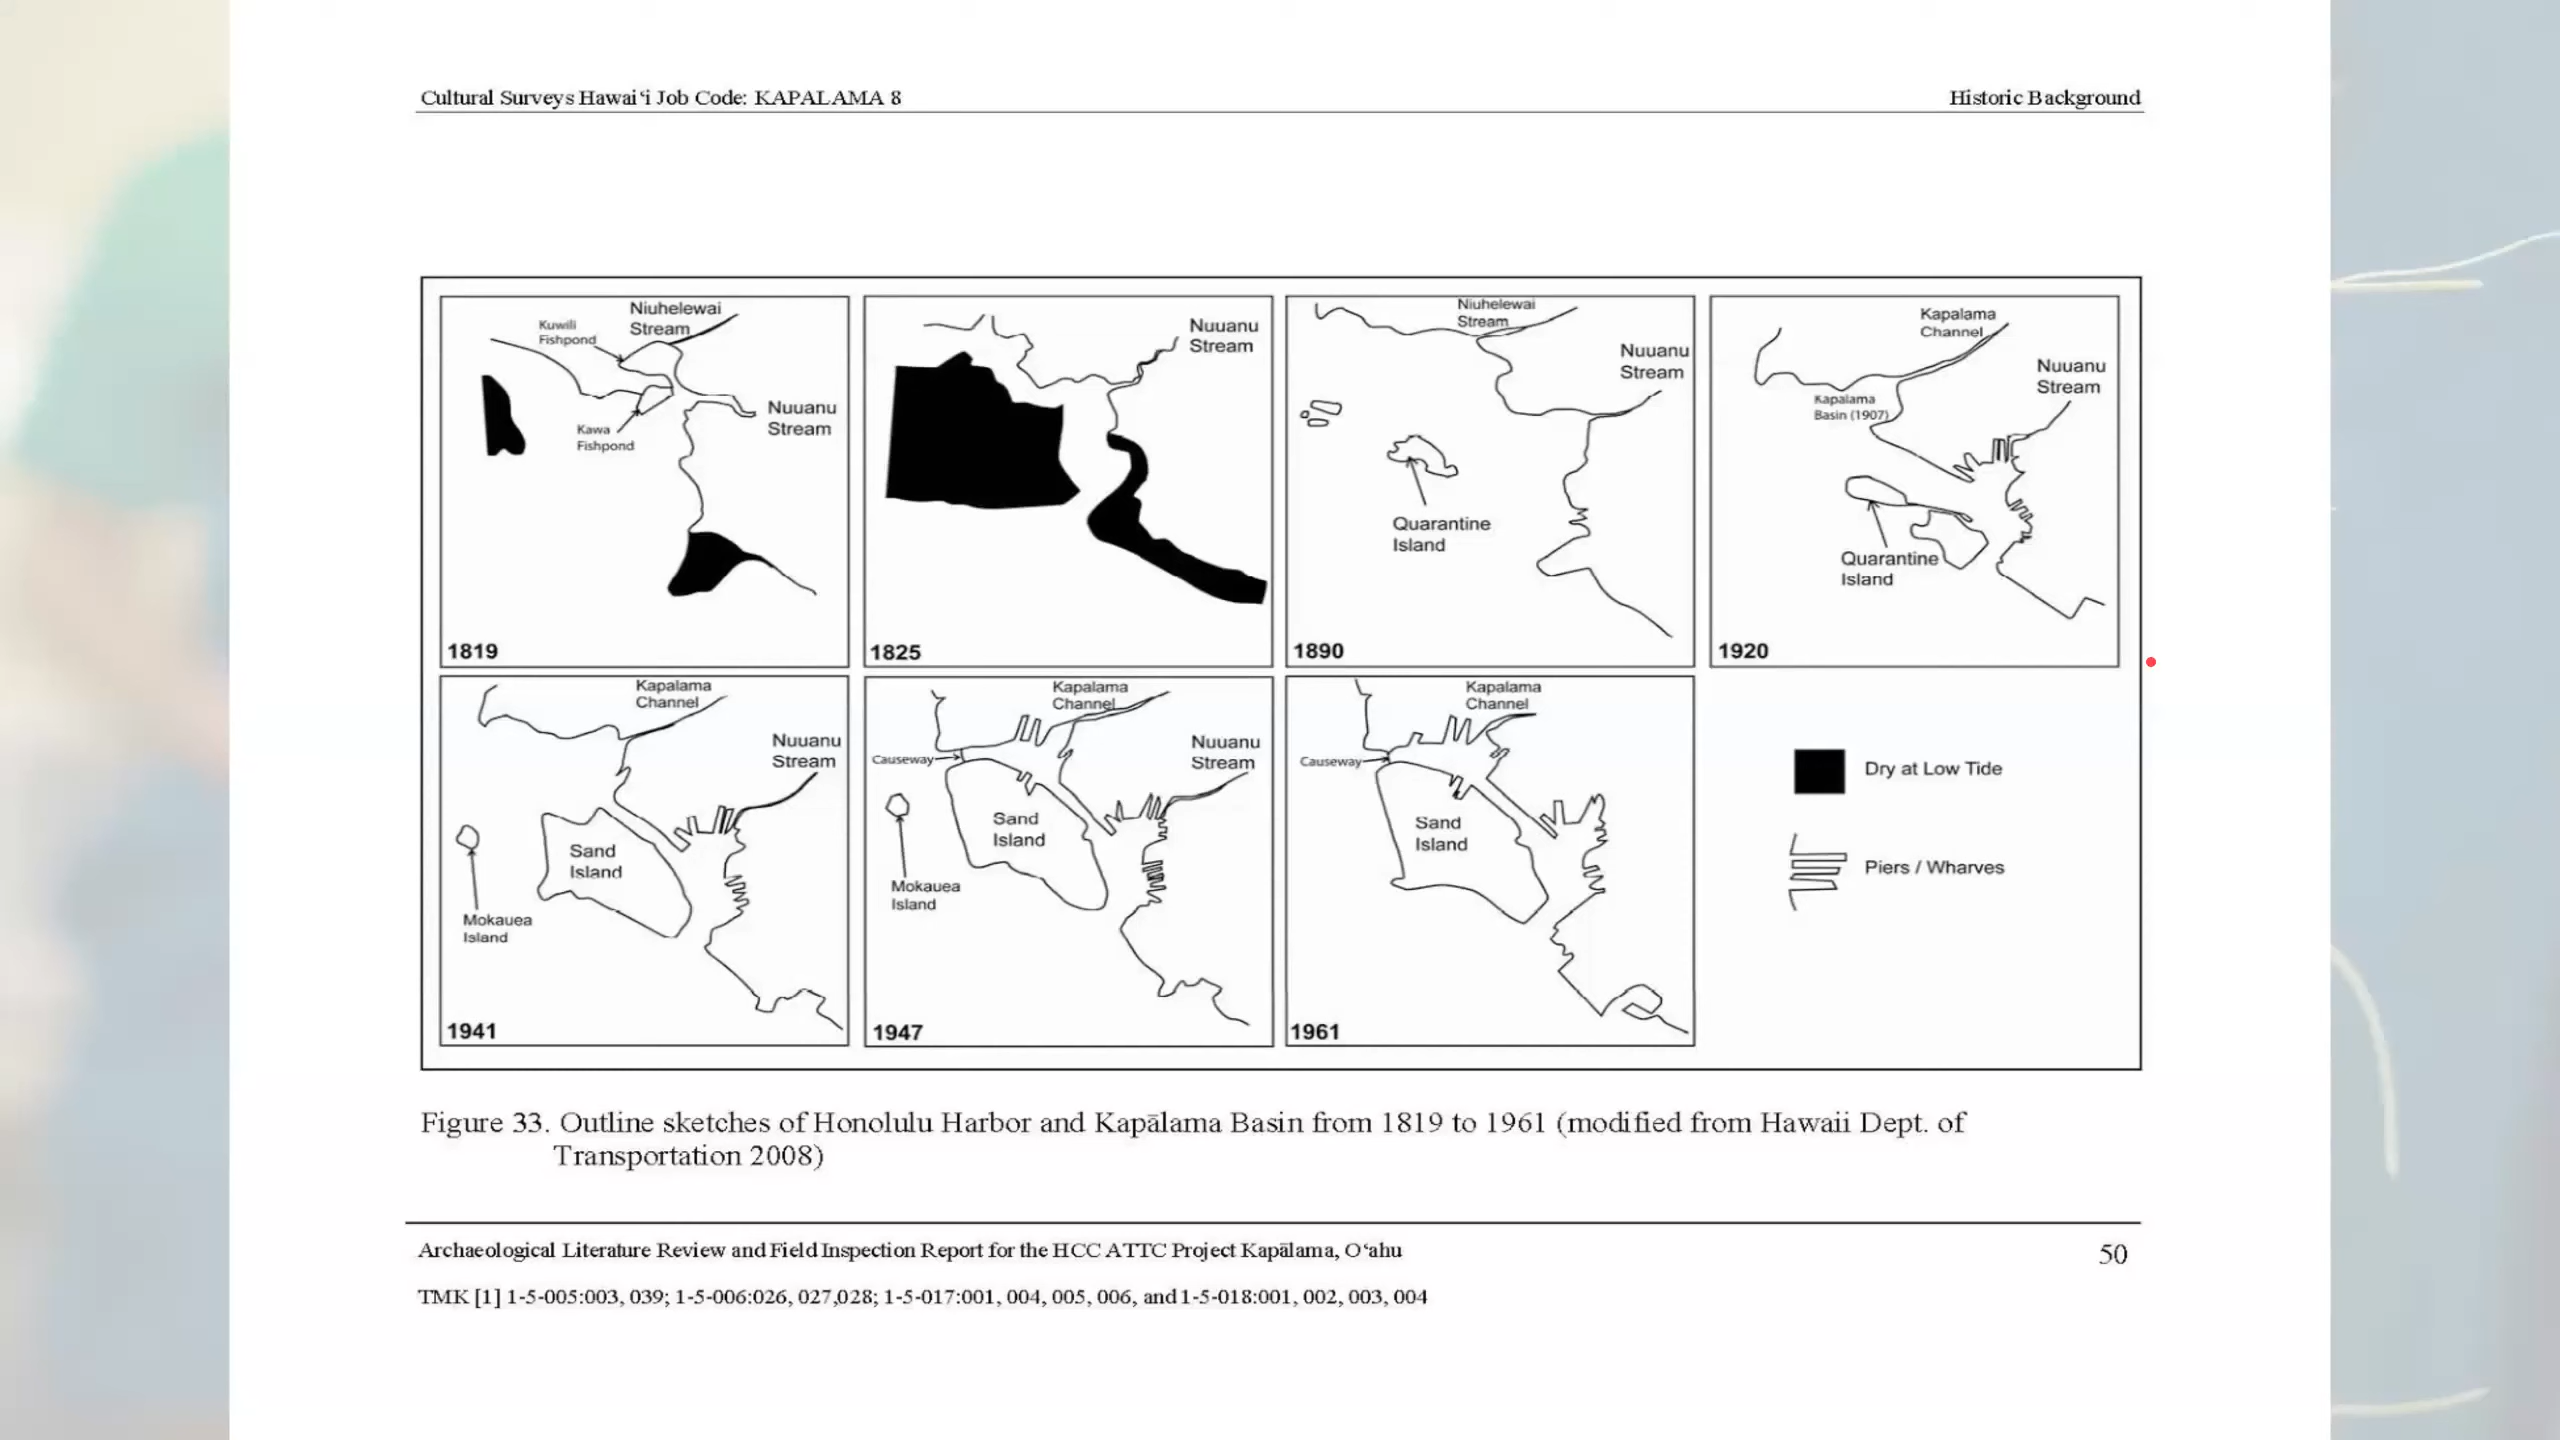 Cultural Surveys Hawaiʻi Job Code: KAPALAMA 8
Historic Background
Niuhelewai
Stream
Kuwili
Fishpond
Nuuanu
Stream
Kawa
Fishpond
1819
Nuuanu
Stream
1825
Niuhelewai
Stream
Nuuanu
Stream
Quarantine
Island
1890
Kapalama
Channel
Nuuanu
Stream
Kapalama
Basin (1907)
Quarantine
Island
1920
Kapalama
Channel
Nuuanu
Stream
Sand
Island
Mokauea
Island
1941
Kapalama
Channel
Nuuanu
Stream
Causeway
Sand
Island
Mokauea
Island
1947
Kapalama
Channel
Causeway
Sand
Island
1961
Dry at Low Tide
Piers / Wharves
Figure 33. Outline sketches of Honolulu Harbor and Kapālama Basin from 1819 to 1961 (modified from Hawaii Dept. of
Transportation 2008)
Archaeological Literature Review and Field Inspection Report for the HCC ATTC Project Kapālama, Oʻahu
50
TMK [1] 1-5-005:003, 039; 1-5-006:026, 027,028; 1-5-017:001, 004, 005, 006, and 1-5-018:001, 002, 003, 004